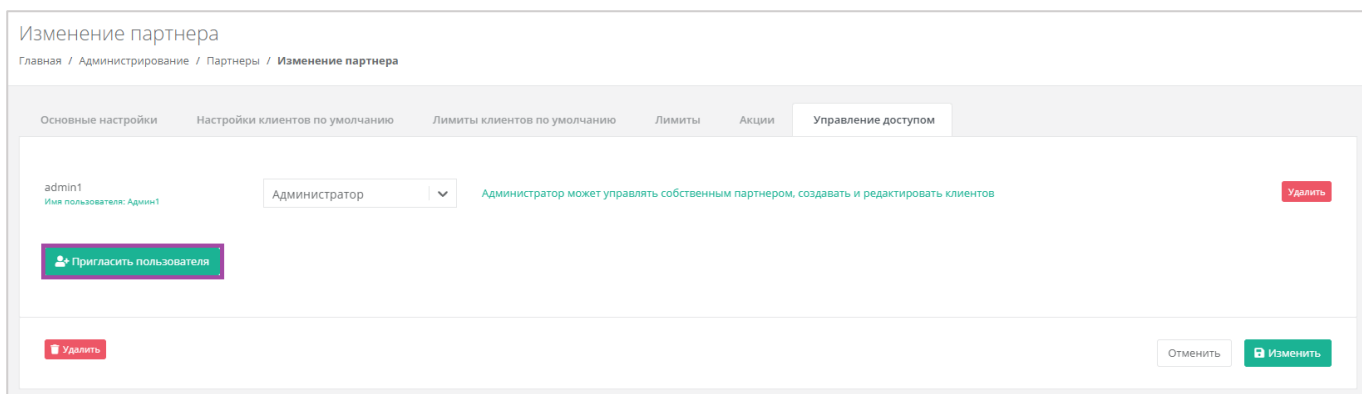 Изменение партнера
Главная / Администрирование / Партнеры / Изменение партнера
Основные настройки Настройки клиентов по умолчанию Лимиты клиентов по умолчанию Лимиты Акции Управление доступом
admin1
Имя пользователя: Админ1
Администратор
Администратор может управлять собственным партнером, создавать и редактировать клиентов
Удалить
Пригласить пользователя
Удалить
Отменить
Изменить